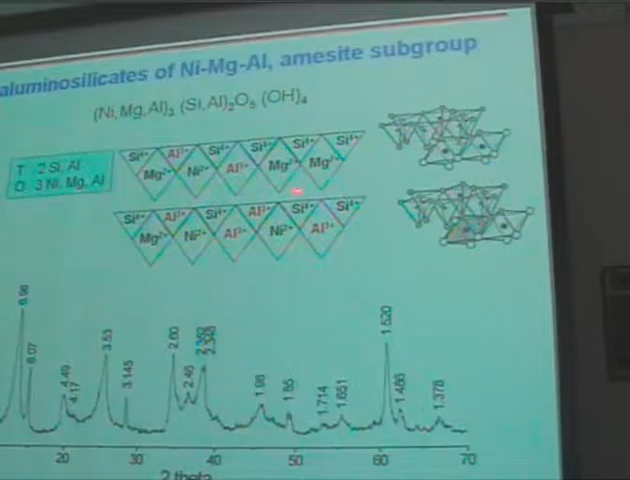 aluminosilicates of Ni-Mg-Al, amesite subgroup
(Ni,Mg,Al)₃ (Si,Al)₂O₅ (OH)₄
T 2 Si, Al
O 3 Ni, Mg, Al
Si⁴⁺ Al³⁺ Si⁴⁺ Si⁴⁺ Si⁴⁺ Si⁴⁺
Mg²⁺ Ni²⁺ Al³⁺ Mg²⁺ Mg²⁺
Si⁴⁺ Al³⁺ Si⁴⁺ Al³⁺ Si⁴⁺ Si⁴⁺
Mg²⁺ Ni²⁺ Al³⁺ Ni²⁺ Al³⁺
6.98 6.07 4.49 4.17 3.53 3.145 2.60 2.45 2.348 1.98 1.85 1.714 1.651 1.520 1.486 1.378
20 30 40 50 60 70
2 theta